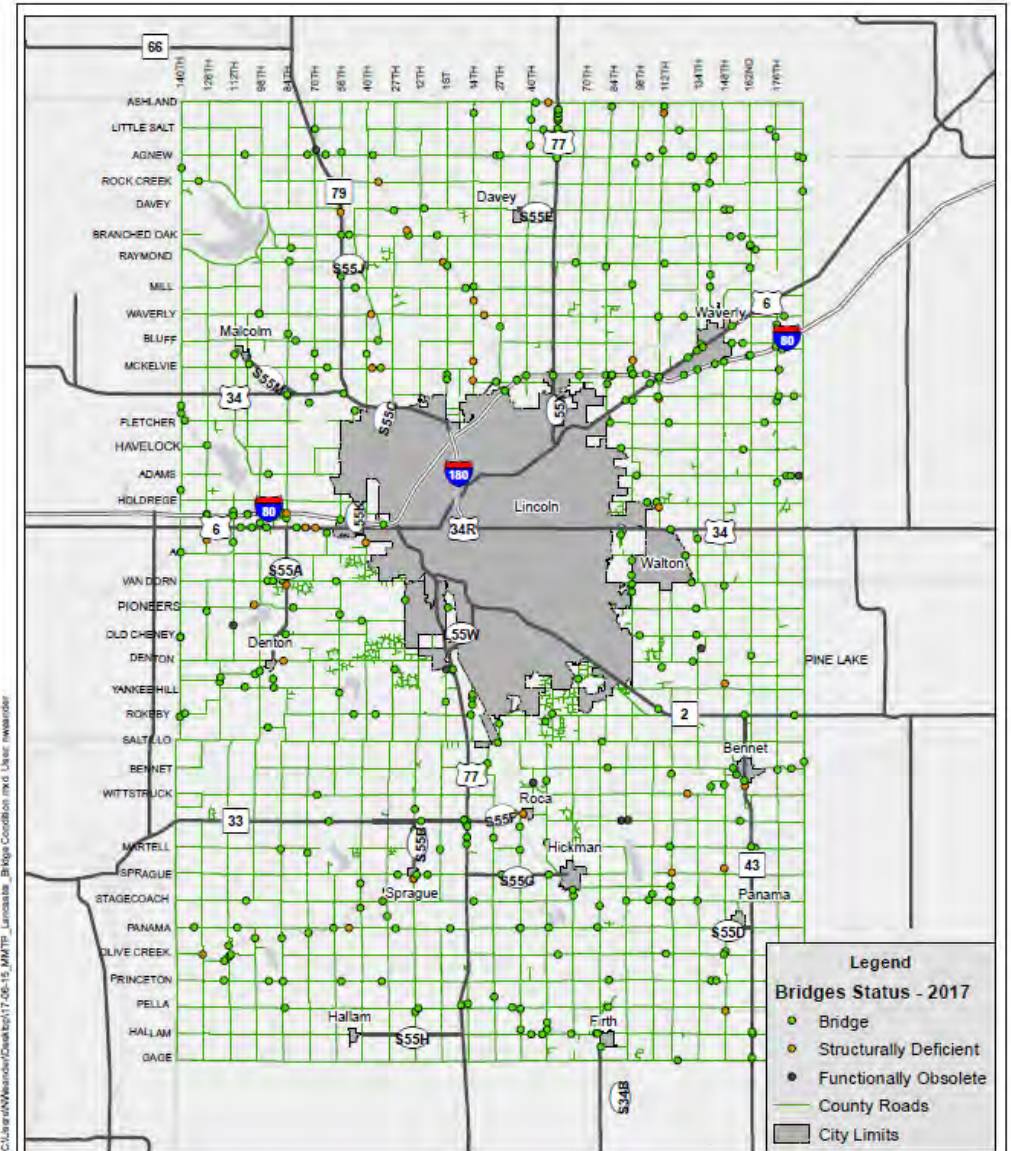 66
140TH
126TH
112TH
98TH
84TH
70TH
56TH
40TH
27TH
12TH
1ST
14TH
27TH
40TH
70TH
84TH
98TH
112TH
134TH
148TH
162ND
176TH
ASHLAND
LITTLE SALT
77
AGNEW
ROCK CREEK
79
DAVEY
Davey
S55E
BRANCHED OAK
RAYMOND
S55J
MILL
6
WAVERLY
Waverly
Malcolm
BLUFF
80
MCKELVIE
S55M
34
S55C
L55X
FLETCHER
HAVELOCK
ADAMS
180
HOLDREGE
80
Lincoln
L55K
6
34R
34
A
Walton
S55A
VAN DORN
PIONEERS
OLD CHENEY
L55W
Denton
DENTON
PINE LAKE
YANKEE HILL
ROKEBY
2
SALTILLO
Bennet
BENNET
77
WITTSTRUCK
Roca
33
S55F
S55B
MARTELL
Hickman
43
SPRAGUE
S55G
Sprague
Panama
STAGECOACH
PANAMA
S55D
OLIVE CREEK
PRINCETON
PELLA
Hallam
Firth
HALLAM
S55H
GAGE
S34B
Legend
Bridges Status - 2017
Bridge
Structurally Deficient
Functionally Obsolete
County Roads
City Limits